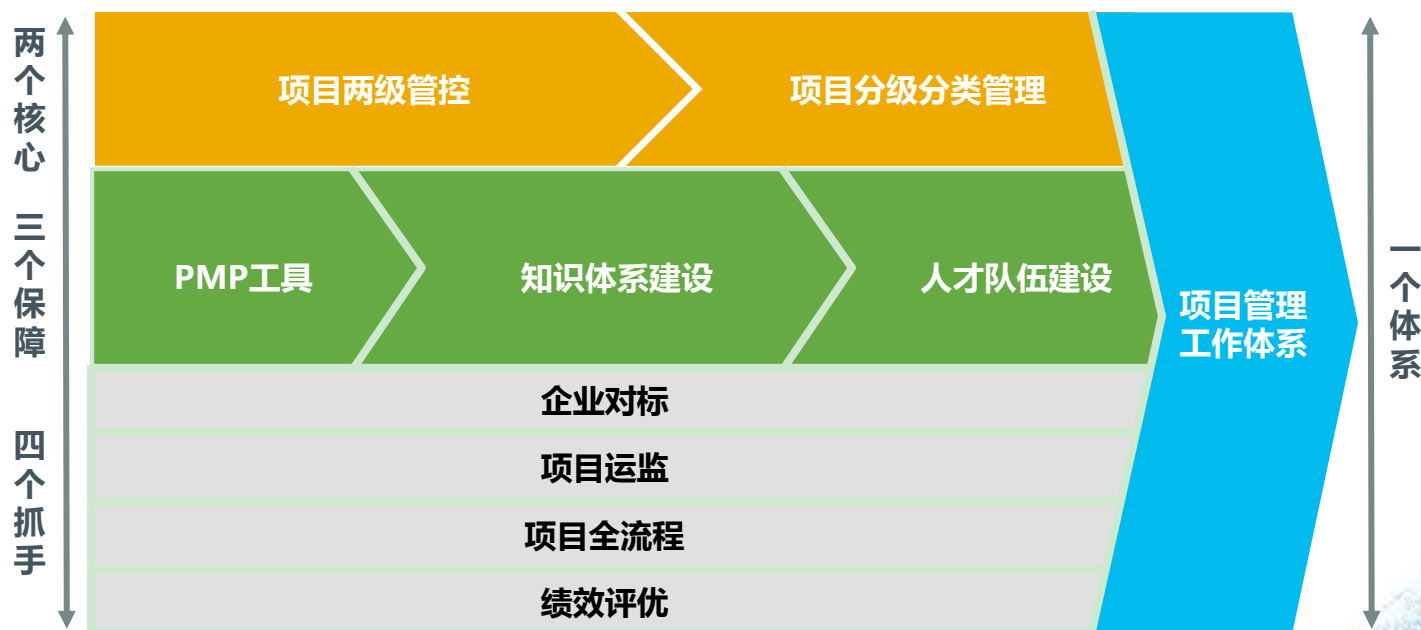 两个核心
项目两级管控
项目分级分类管理
三个保障
PMP工具
知识体系建设
人才队伍建设
四个抓手
企业对标
项目运监
项目全流程
绩效评优
项目管理
工作体系
一个体系